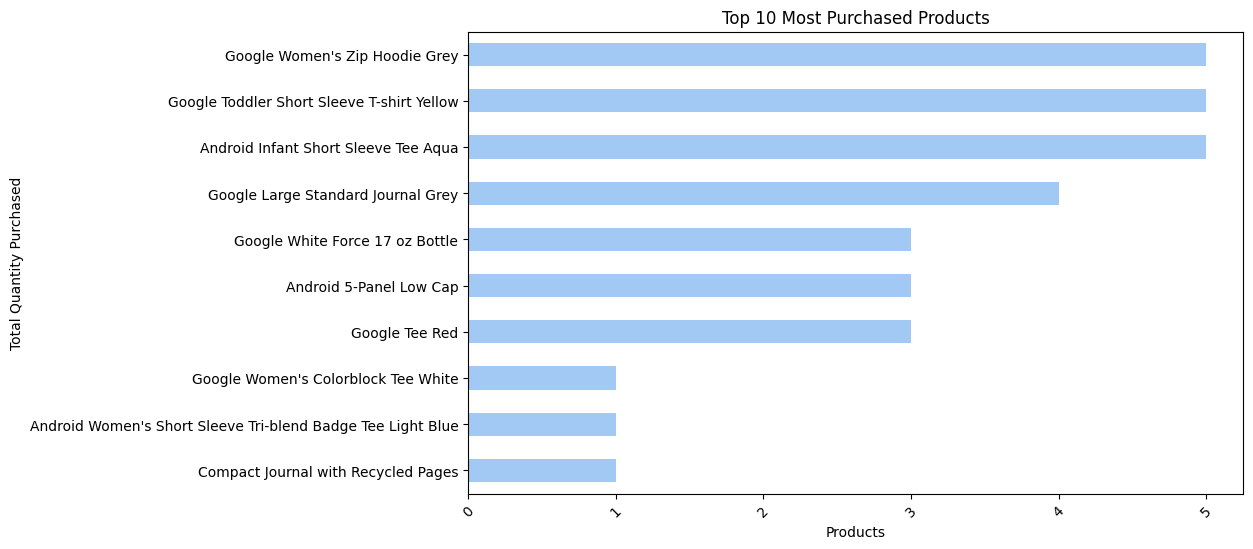 Top 10 Most Purchased Products
Total Quantity Purchased
Google Women's Zip Hoodie Grey
Google Toddler Short Sleeve T-shirt Yellow
Android Infant Short Sleeve Tee Aqua
Google Large Standard Journal Grey
Google White Force 17 oz Bottle
Android 5-Panel Low Cap
Google Tee Red
Google Women's Colorblock Tee White
Android Women's Short Sleeve Tri-blend Badge Tee Light Blue
Compact Journal with Recycled Pages
0 1 2 3 4 5
Products